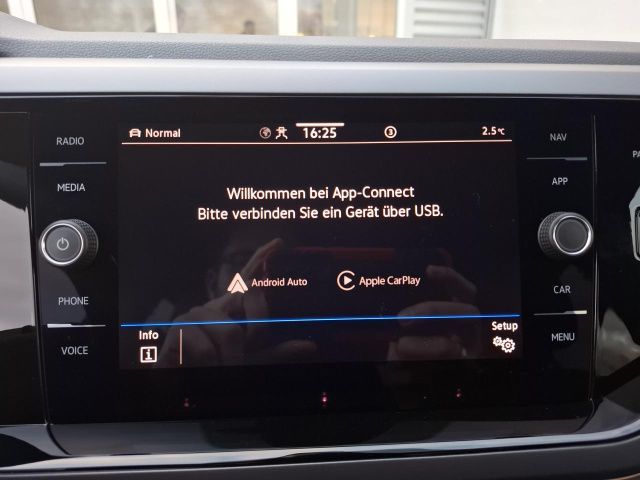 RADIO
MEDIA
PHONE
VOICE
Normal
16:25
3
2.5°C
Willkommen bei App-Connect
Bitte verbinden Sie ein Gerät über USB.
Android Auto
Apple CarPlay
Info
Setup
NAV
APP
CAR
MENU